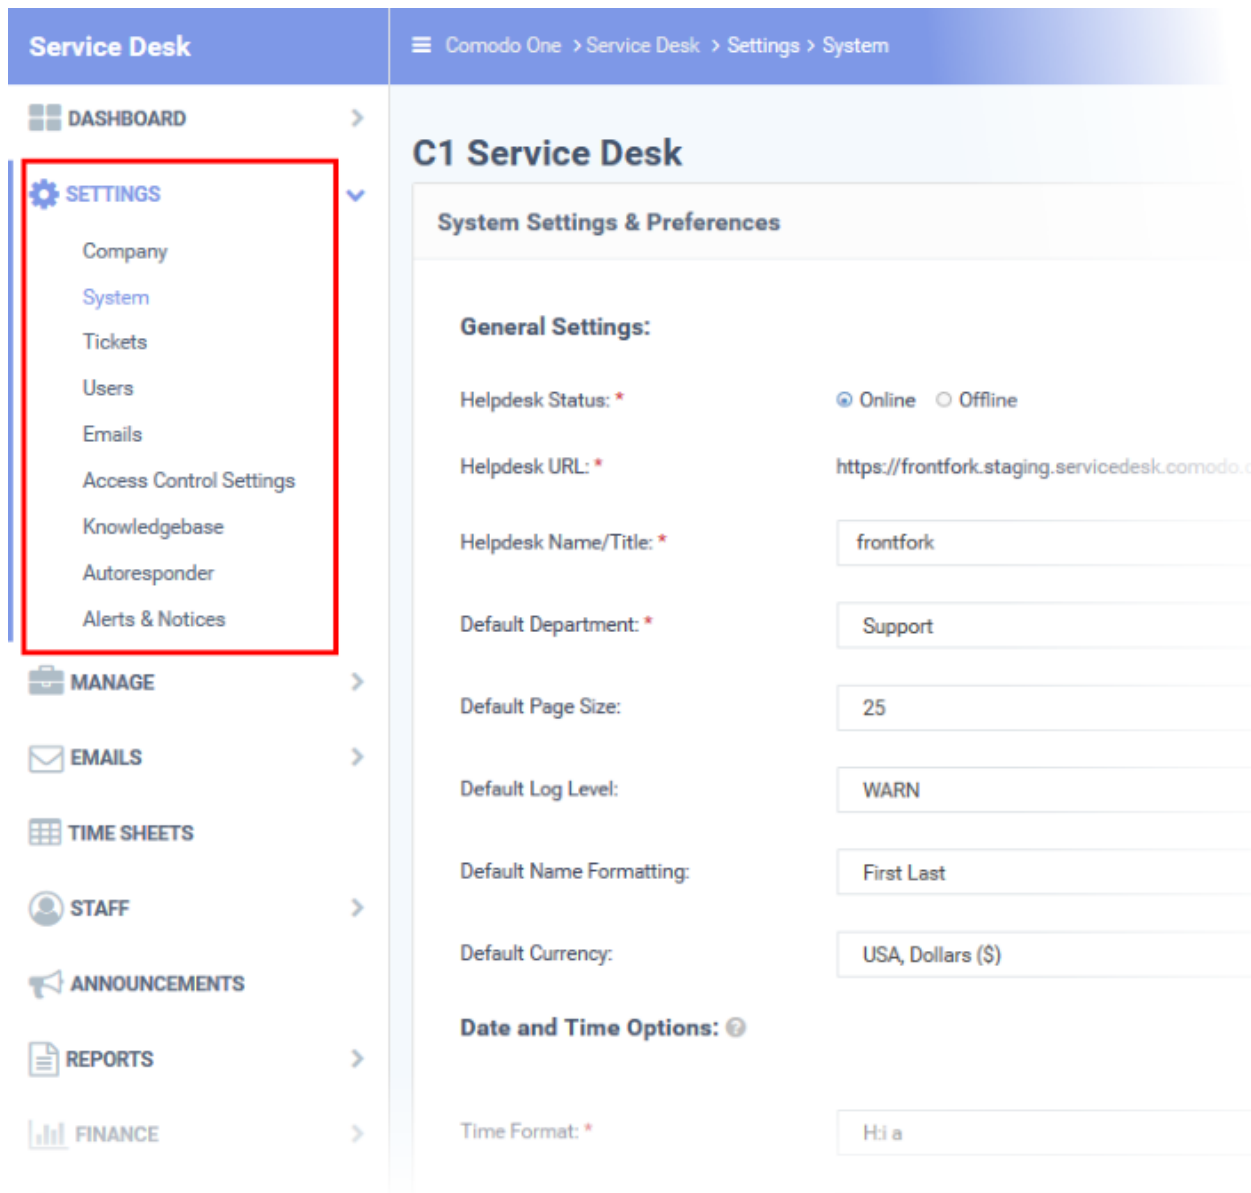 Service Desk
Comodo One > Service Desk > Settings > System
DASHBOARD
SETTINGS
Company
System
Tickets
Users
Emails
Access Control Settings
Knowledgebase
Autoresponder
Alerts & Notices
MANAGE
EMAILS
TIME SHEETS
STAFF
ANNOUNCEMENTS
REPORTS
FINANCE
C1 Service Desk
System Settings & Preferences
General Settings:
Helpdesk Status: * Online Offline
Helpdesk URL: * https://frontfork.staging.servicedesk.comodo.
Helpdesk Name/Title: * frontfork
Default Department: * Support
Default Page Size: 25
Default Log Level: WARN
Default Name Formatting: First Last
Default Currency: USA, Dollars ($)
Date and Time Options: ?
Time Format: * H:i a